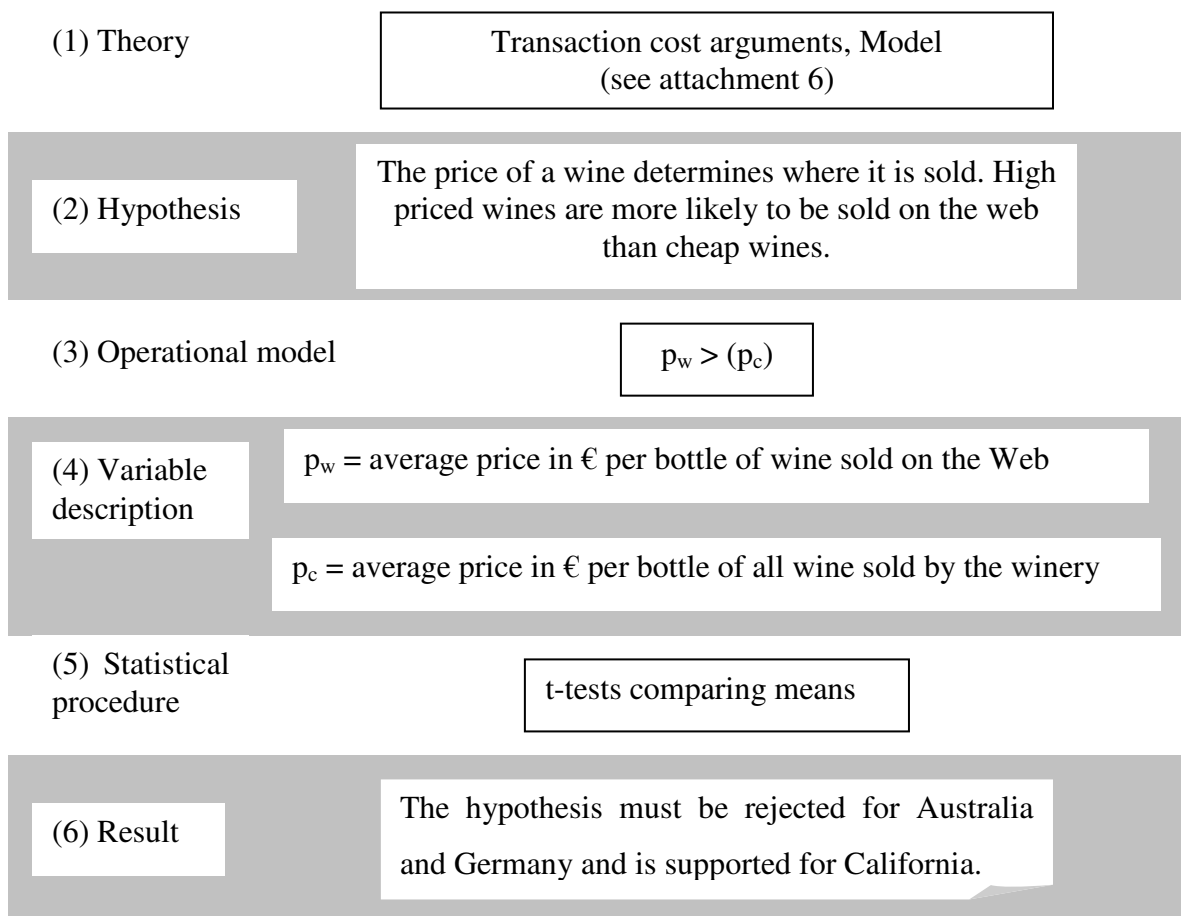 (1) Theory
Transaction cost arguments, Model
(see attachment 6)
(2) Hypothesis
The price of a wine determines where it is sold. High
priced wines are more likely to be sold on the web
than cheap wines.
(3) Operational model
p_w > (p_c)
(4) Variable
description
p_w = average price in € per bottle of wine sold on the Web
p_c = average price in € per bottle of all wine sold by the winery
(5) Statistical
procedure
t-tests comparing means
(6) Result
The hypothesis must be rejected for Australia
and Germany and is supported for California.